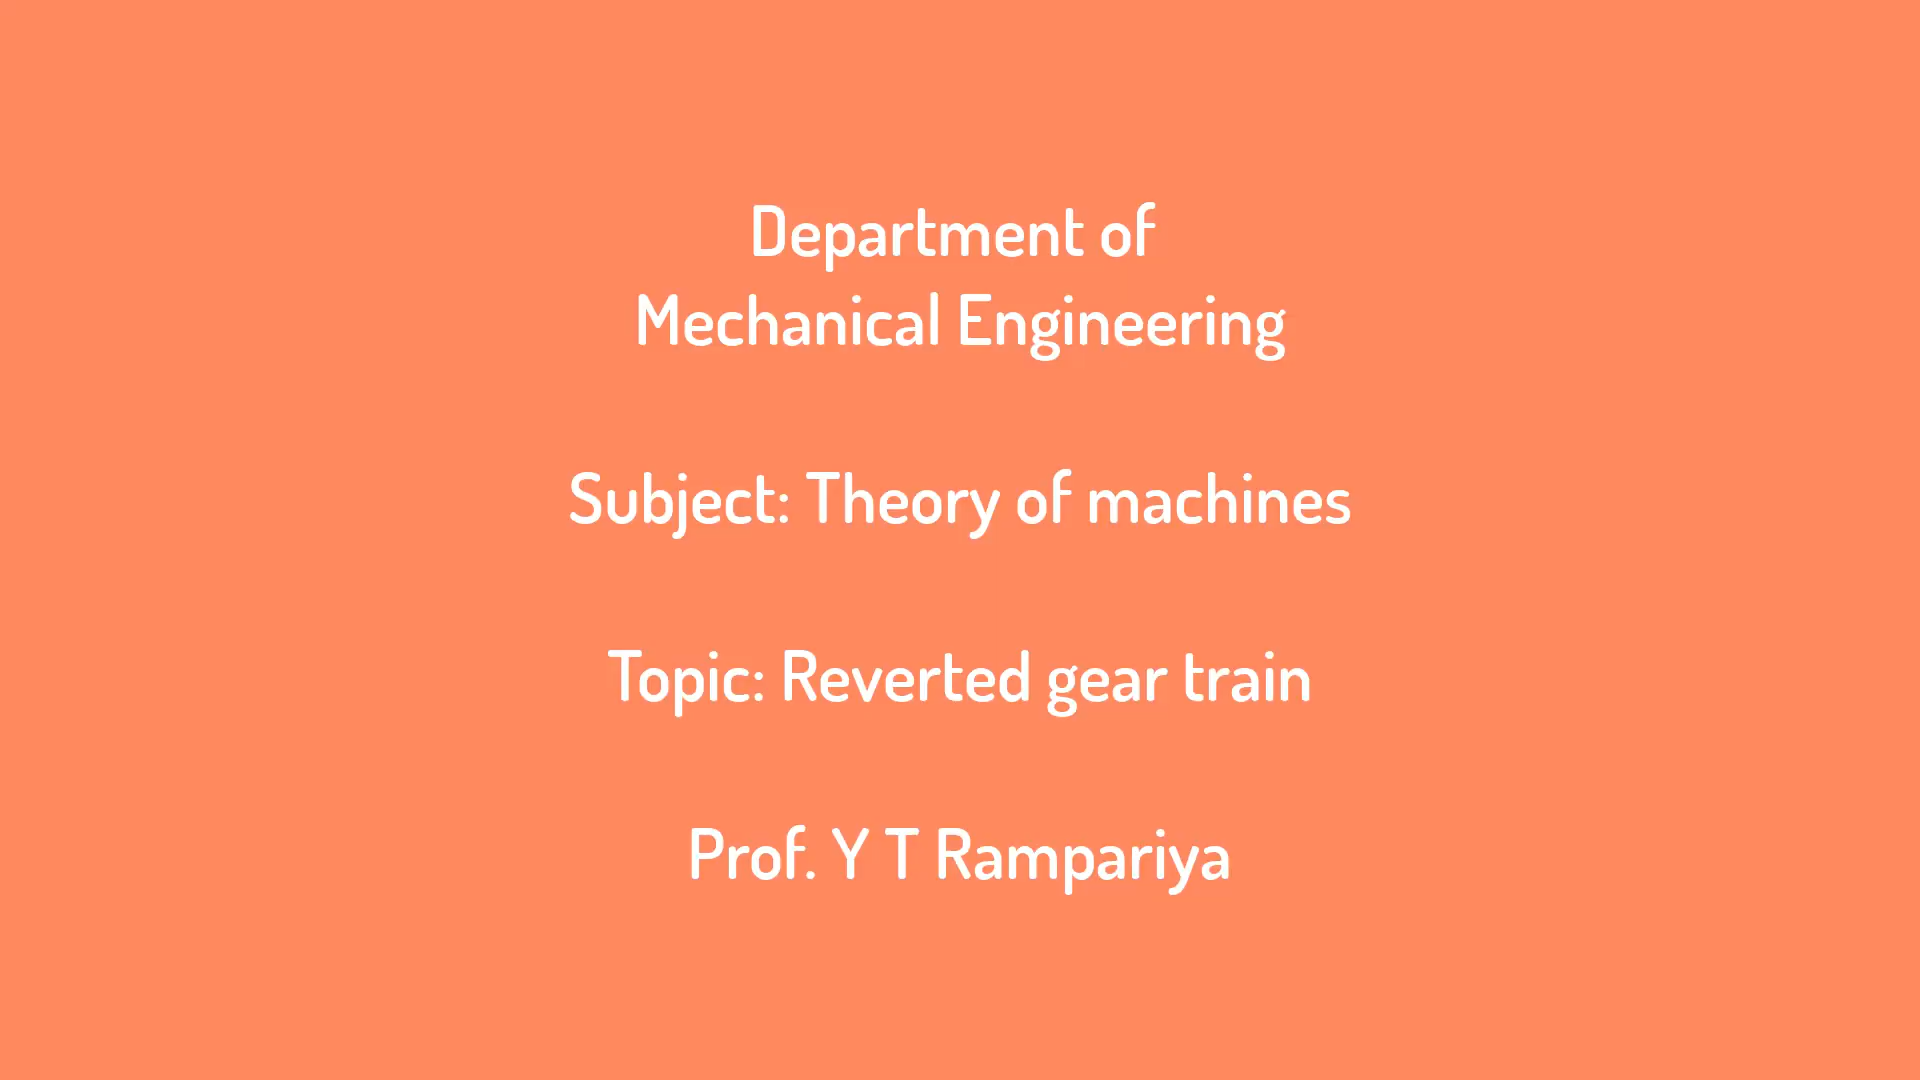 Department of
Mechanical Engineering
Subject: Theory of machines
Topic: Reverted gear train
Prof. Y T Rampariya